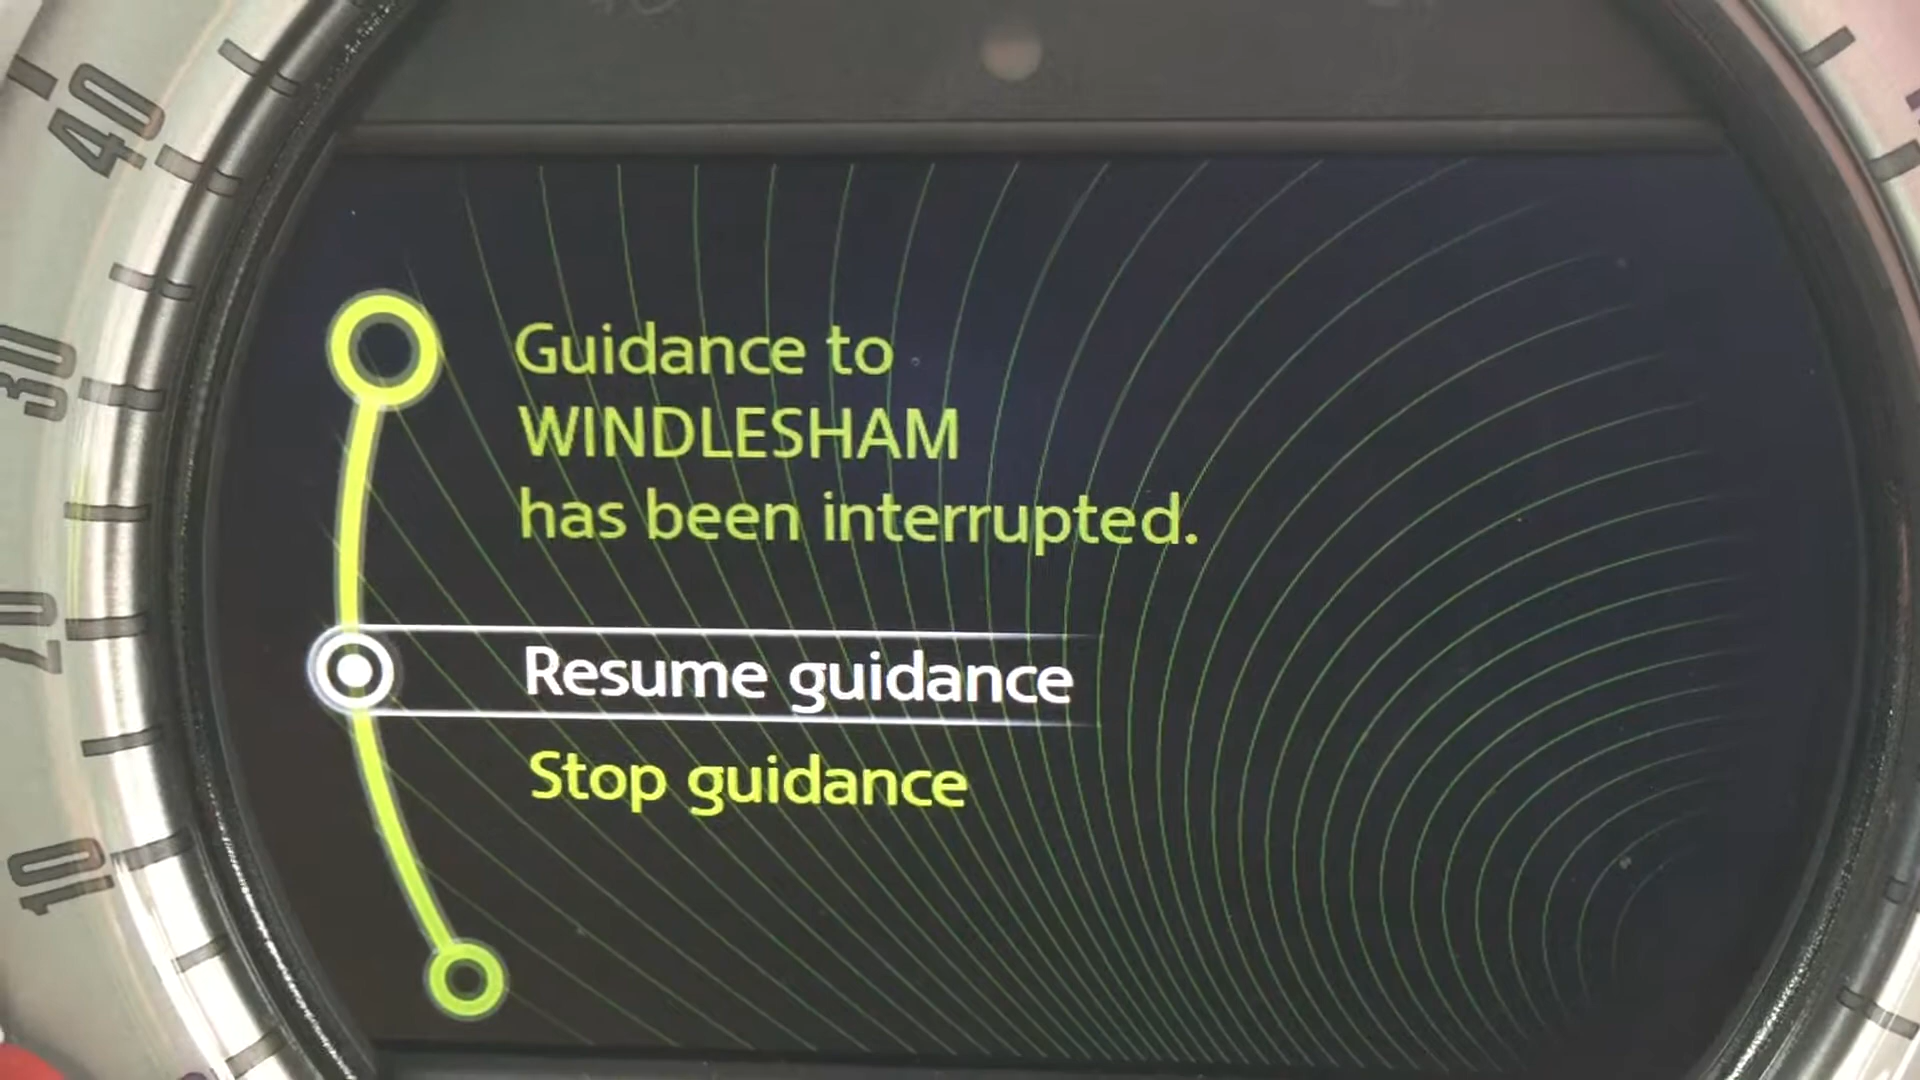 40
30
20
10
Guidance to
WINDLESHAM
has been interrupted.
Resume guidance
Stop guidance